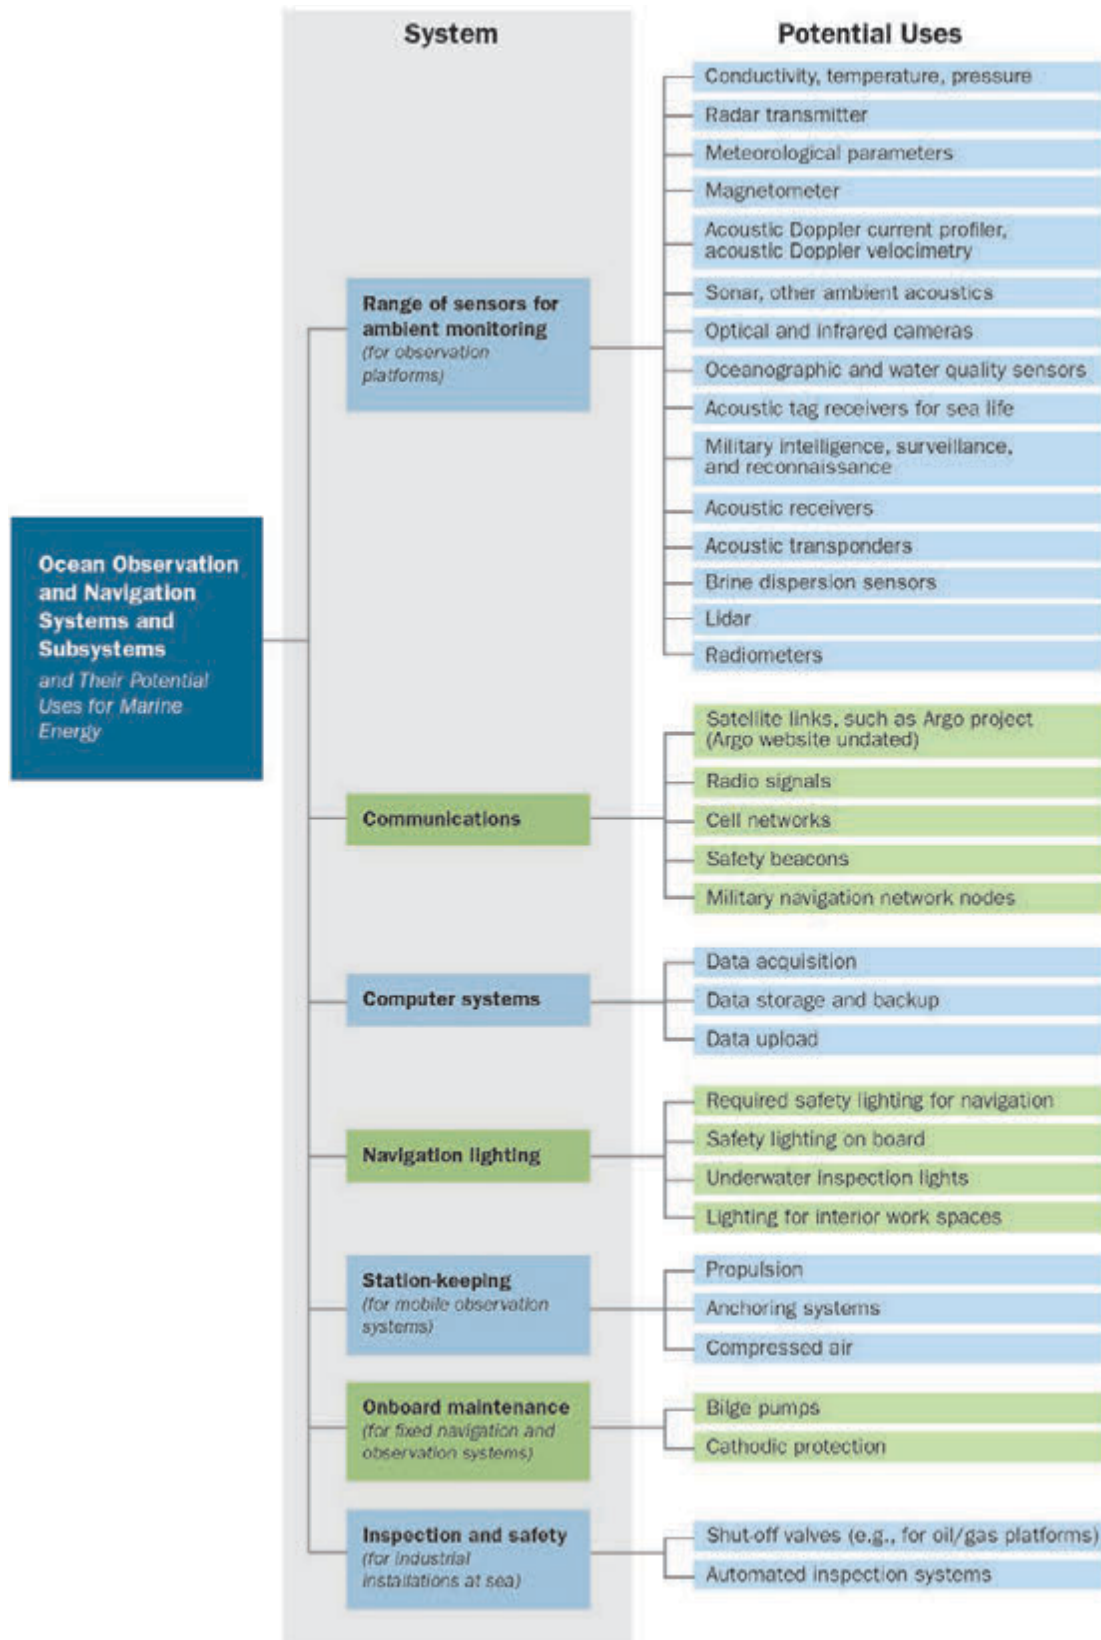 System
Potential Uses
Ocean Observation
and Navigation
Systems and
Subsystems
and Their Potential
Uses for Marine
Energy
Range of sensors for
ambient monitoring
(for observation
platforms)
Conductivity, temperature, pressure
Radar transmitter
Meteorological parameters
Magnetometer
Acoustic Doppler current profiler,
acoustic Doppler velocimetry
Sonar, other ambient acoustics
Optical and infrared cameras
Oceanographic and water quality sensors
Acoustic tag receivers for sea life
Military intelligence, surveillance,
and reconnaissance
Acoustic receivers
Acoustic transponders
Brine dispersion sensors
Lidar
Radiometers
Communications
Satellite links, such as Argo project
(Argo website undated)
Radio signals
Cell networks
Safety beacons
Military navigation network nodes
Computer systems
Data acquisition
Data storage and backup
Data upload
Navigation lighting
Required safety lighting for navigation
Safety lighting on board
Underwater inspection lights
Lighting for interior work spaces
Station-keeping
(for mobile observation
systems)
Propulsion
Anchoring systems
Compressed air
Onboard maintenance
(for fixed navigation and
observation systems)
Bilge pumps
Cathodic protection
Inspection and safety
(for industrial
installations at sea)
Shut-off valves (e.g., for oil/gas platforms)
Automated inspection systems